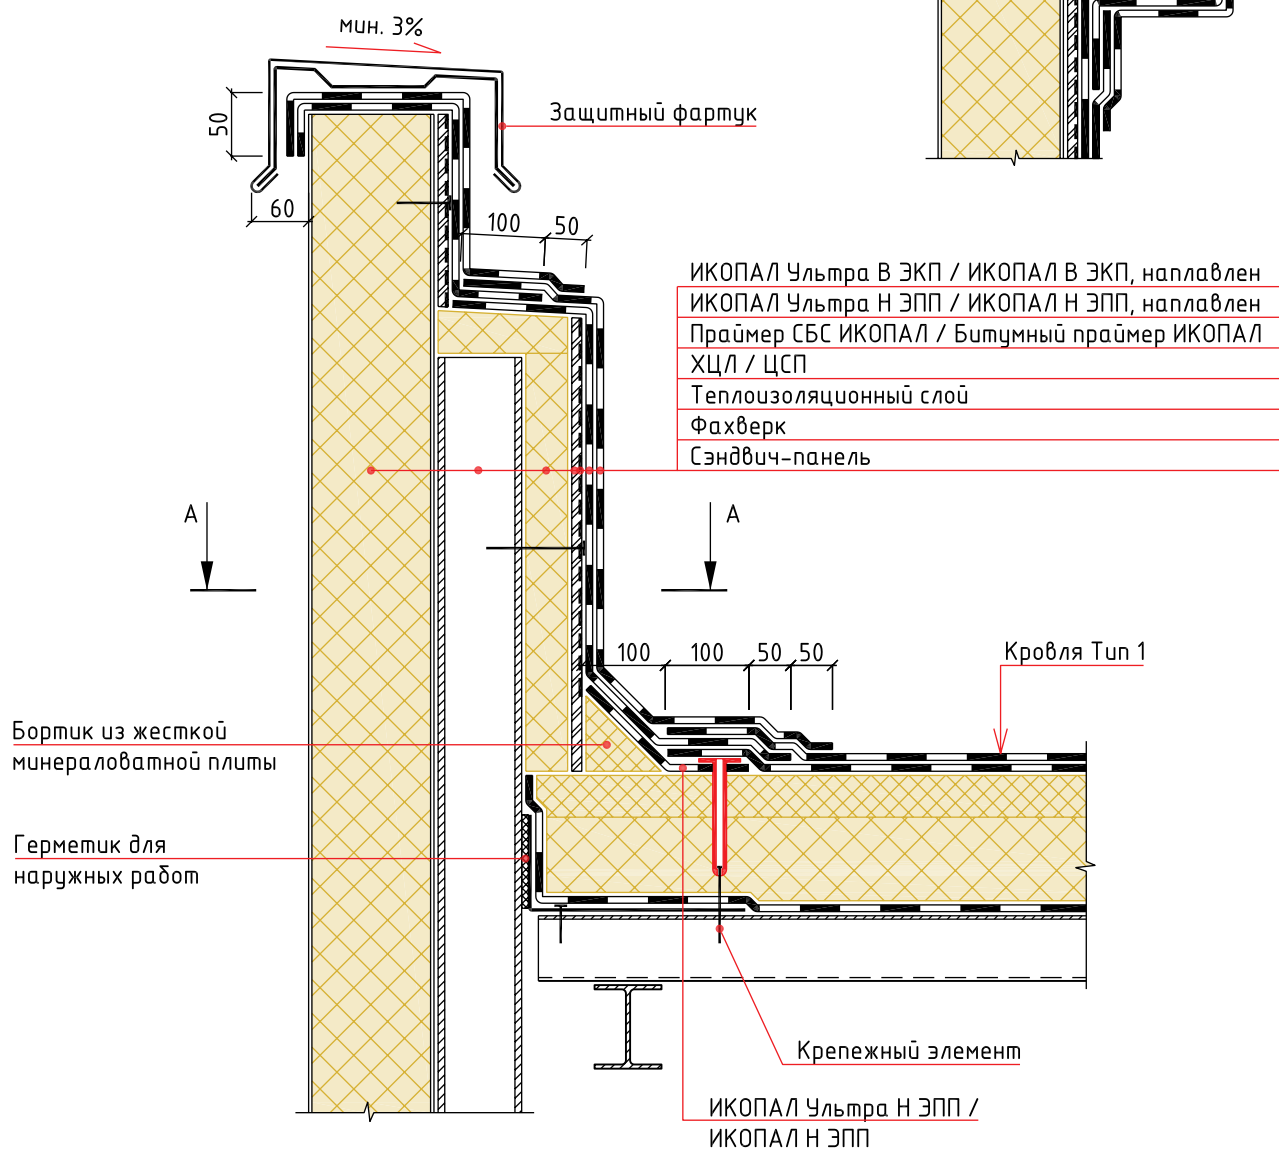 мин. 3%
50
Защитный фартук
60
100
50
ИКОПАЛ Ультра В ЭКП / ИКОПАЛ В ЭКП, наплавлен
ИКОПАЛ Ультра Н ЭПП / ИКОПАЛ Н ЭПП, наплавлен
Праймер СБС ИКОПАЛ / Битумный праймер ИКОПАЛ
ХЦЛ / ЦСП
Теплоизоляционный слой
Фахверк
Сэндвич-панель
А
А
100
100
50
50
Кровля Тип 1
Бортик из жесткой
минераловатной плиты
Герметик для
наружных работ
Крепежный элемент
ИКОПАЛ Ультра Н ЭПП /
ИКОПАЛ Н ЭПП